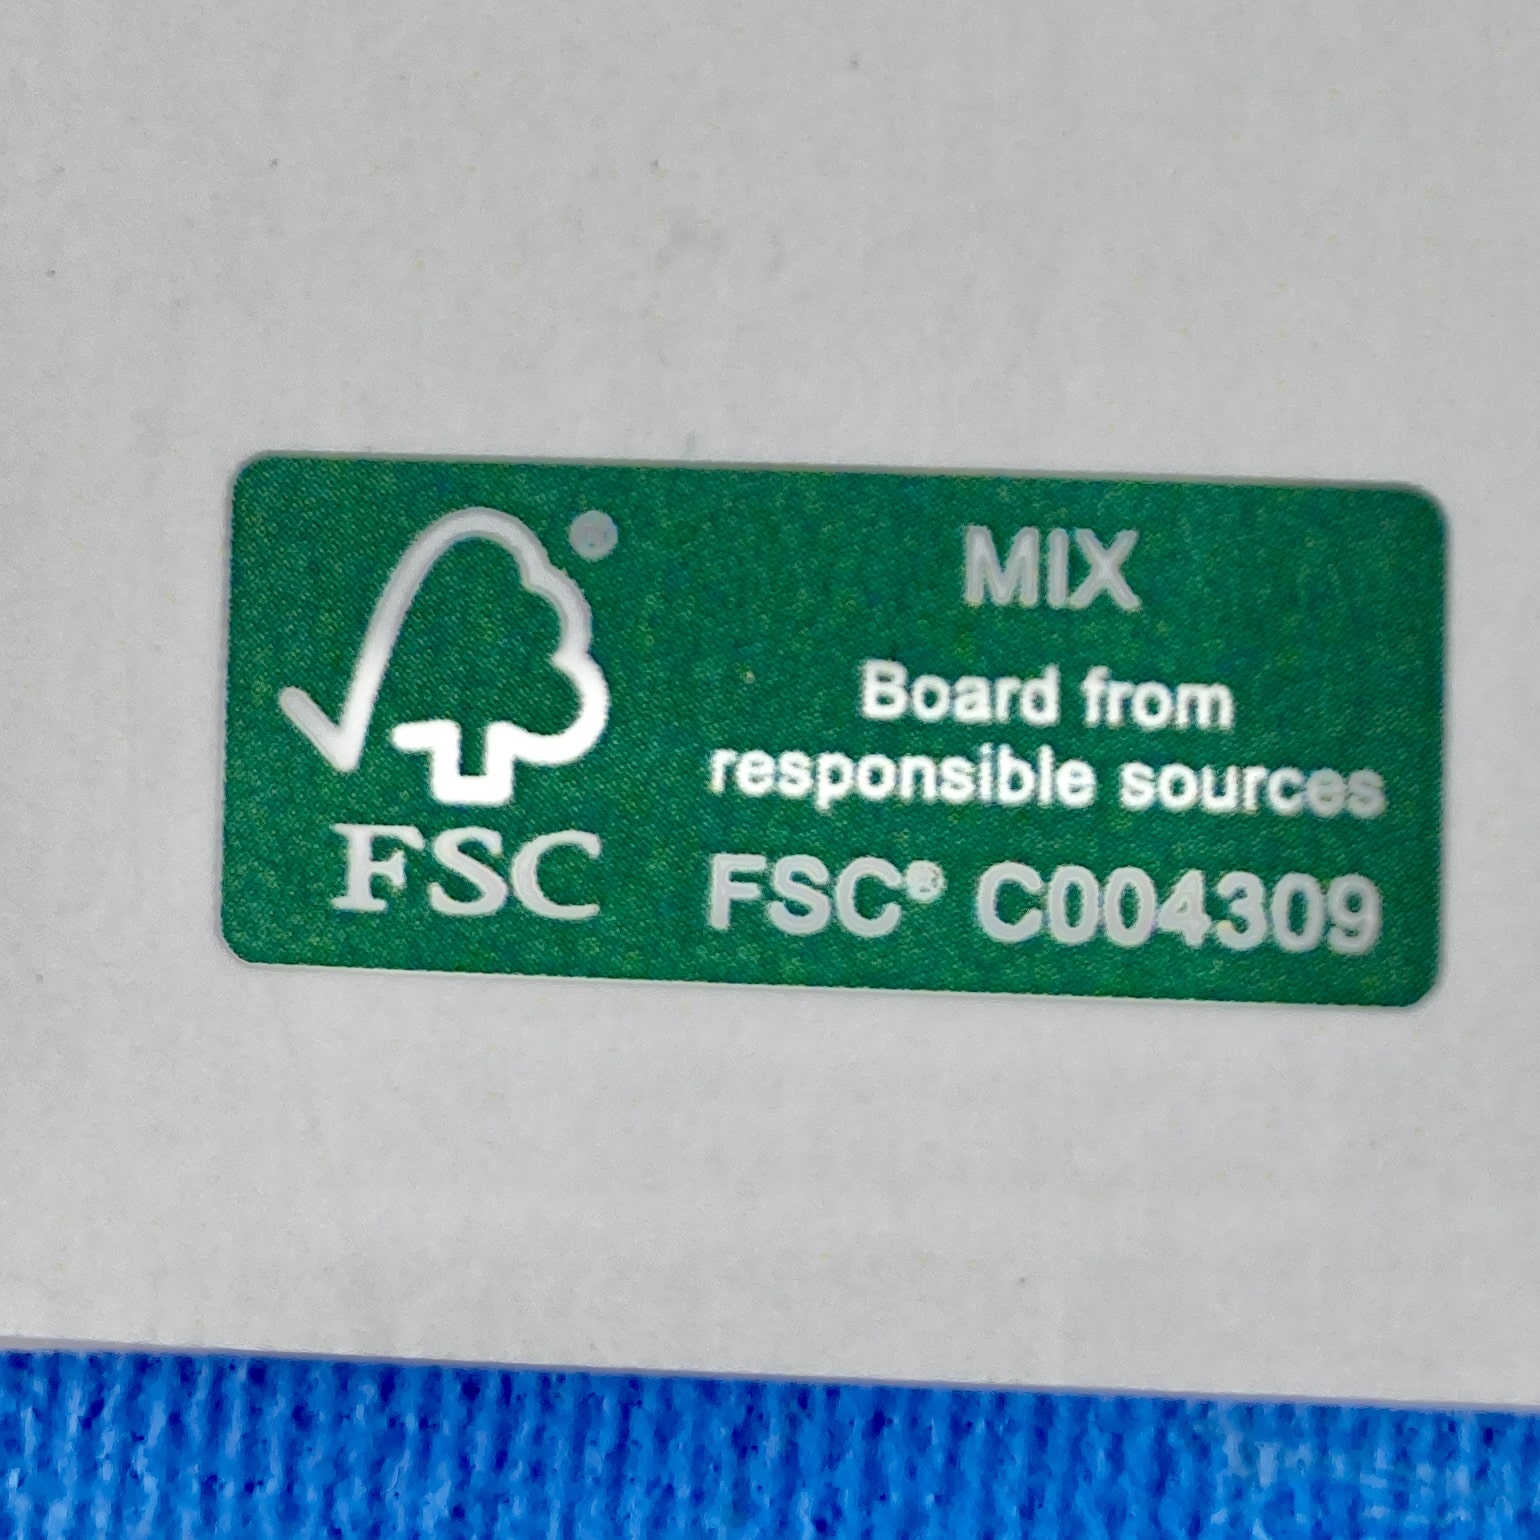 FSC
MIX
Board from
responsible sources
FSC® C004309